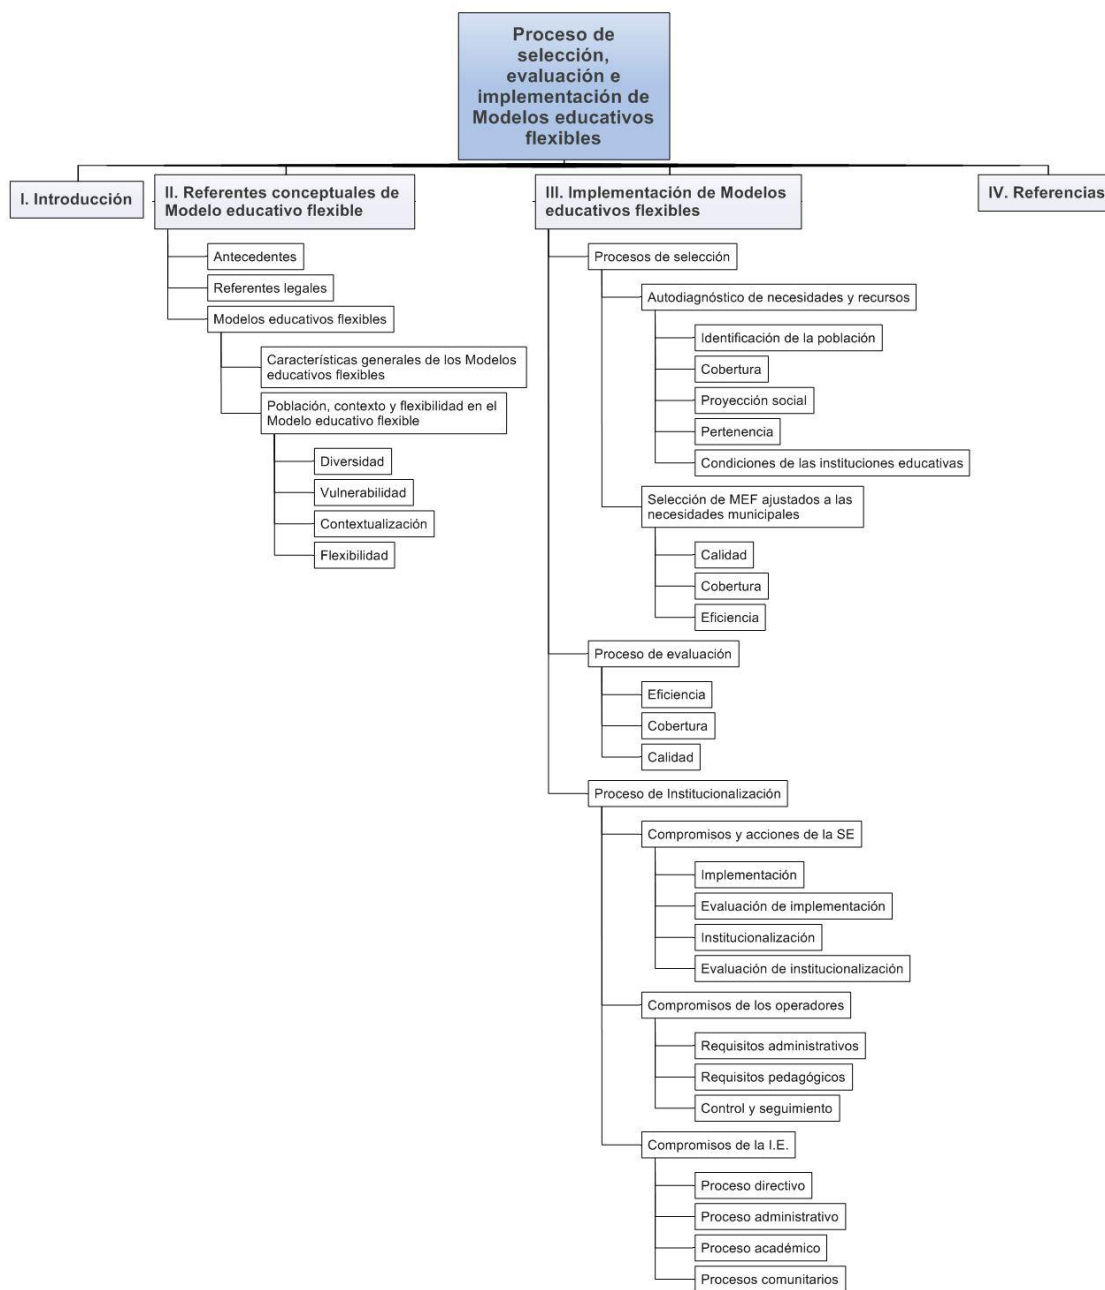 Proceso de
selección,
evaluación e
implementación de
Modelos educativos
flexibles
I. Introducción
II. Referentes conceptuales de
Modelo educativo flexible
Antecedentes
Referentes legales
Modelos educativos flexibles
Características generales de los Modelos
educativos flexibles
Población, contexto y flexibilidad en el
Modelo educativo flexible
Diversidad
Vulnerabilidad
Contextualización
Flexibilidad
III. Implementación de Modelos
educativos flexibles
Procesos de selección
Autodiagnóstico de necesidades y recursos
Identificación de la población
Cobertura
Proyección social
Pertenencia
Condiciones de las instituciones educativas
Selección de MEF ajustados a las
necesidades municipales
Calidad
Cobertura
Eficiencia
Proceso de evaluación
Eficiencia
Cobertura
Calidad
Proceso de Institucionalización
Compromisos y acciones de la SE
Implementación
Evaluación de implementación
Institucionalización
Evaluación de institucionalización
Compromisos de los operadores
Requisitos administrativos
Requisitos pedagógicos
Control y seguimiento
Compromisos de la I.E.
Proceso directivo
Proceso administrativo
Proceso académico
Procesos comunitarios
IV. Referencias